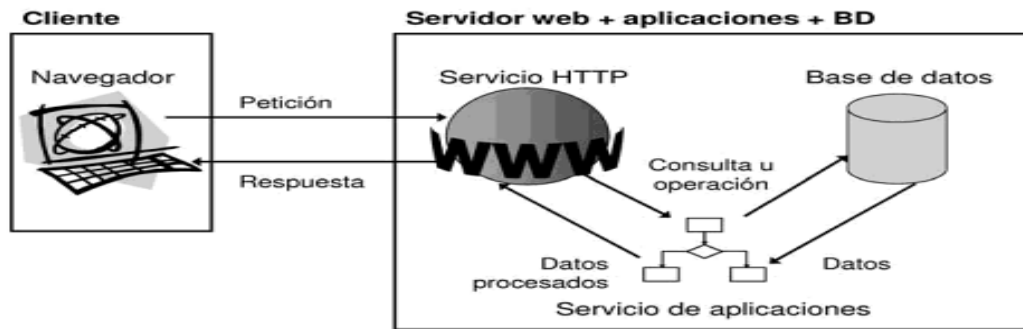 Cliente
Servidor web + aplicaciones + BD
Navegador
Servicio HTTP
Base de datos
Petición
WWW
Respuesta
Consulta u
operación
Datos
procesados
Datos
Servicio de aplicaciones